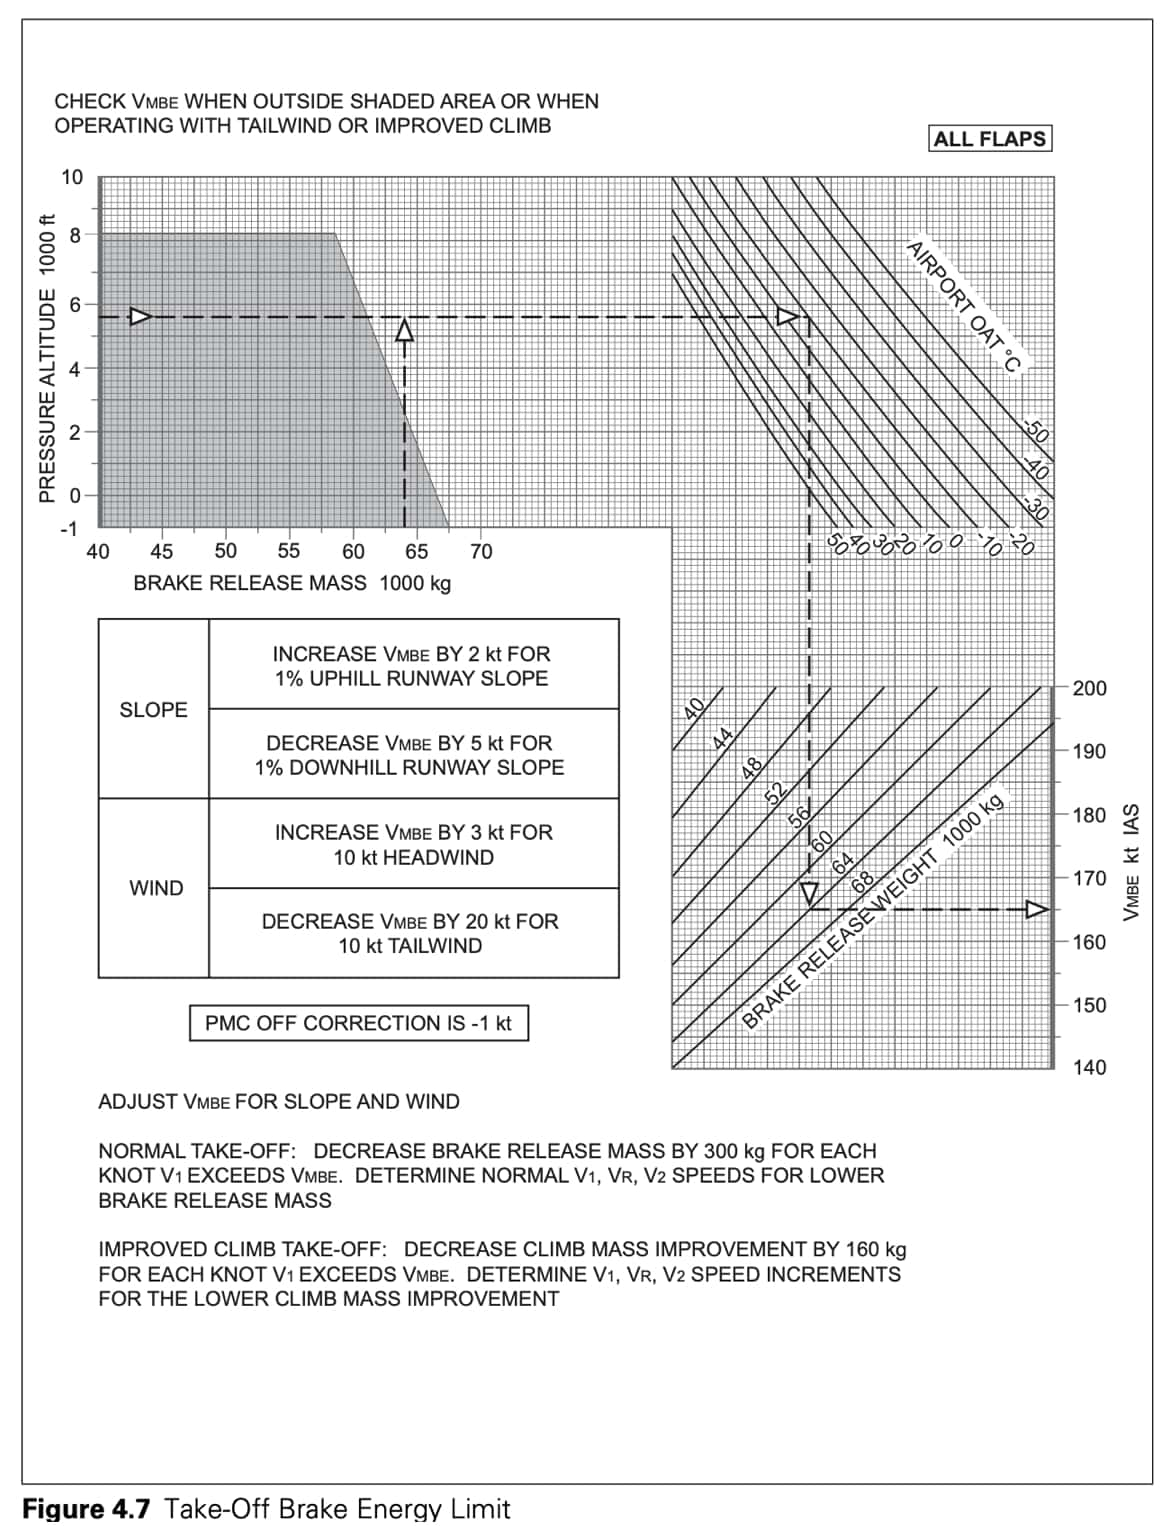 CHECK VMBE WHEN OUTSIDE SHADED AREA OR WHEN
OPERATING WITH TAILWIND OR IMPROVED CLIMB
ALL FLAPS
10
8
6
4
2
0
-1
PRESSURE ALTITUDE 1000 ft
40 45 50 55 60 65 70
BRAKE RELEASE MASS 1000 kg
AIRPORT OAT °C
-50
-40
-30
50 40 30 20 10 0 -10 -20
SLOPE
INCREASE VMBE BY 2 kt FOR
1% UPHILL RUNWAY SLOPE
DECREASE VMBE BY 5 kt FOR
1% DOWNHILL RUNWAY SLOPE
WIND
INCREASE VMBE BY 3 kt FOR
10 kt HEADWIND
DECREASE VMBE BY 20 kt FOR
10 kt TAILWIND
PMC OFF CORRECTION IS -1 kt
40
44
48
52
56
60
64
68
BRAKE RELEASE WEIGHT 1000 kg
200
190
180
170
160
150
140
VMBE kt IAS
ADJUST VMBE FOR SLOPE AND WIND
NORMAL TAKE-OFF: DECREASE BRAKE RELEASE MASS BY 300 kg FOR EACH
KNOT V1 EXCEEDS VMBE. DETERMINE NORMAL V1, VR, V2 SPEEDS FOR LOWER
BRAKE RELEASE MASS
IMPROVED CLIMB TAKE-OFF: DECREASE CLIMB MASS IMPROVEMENT BY 160 kg
FOR EACH KNOT V1 EXCEEDS VMBE. DETERMINE V1, VR, V2 SPEED INCREMENTS
FOR THE LOWER CLIMB MASS IMPROVEMENT
Figure 4.7 Take-Off Brake Energy Limit